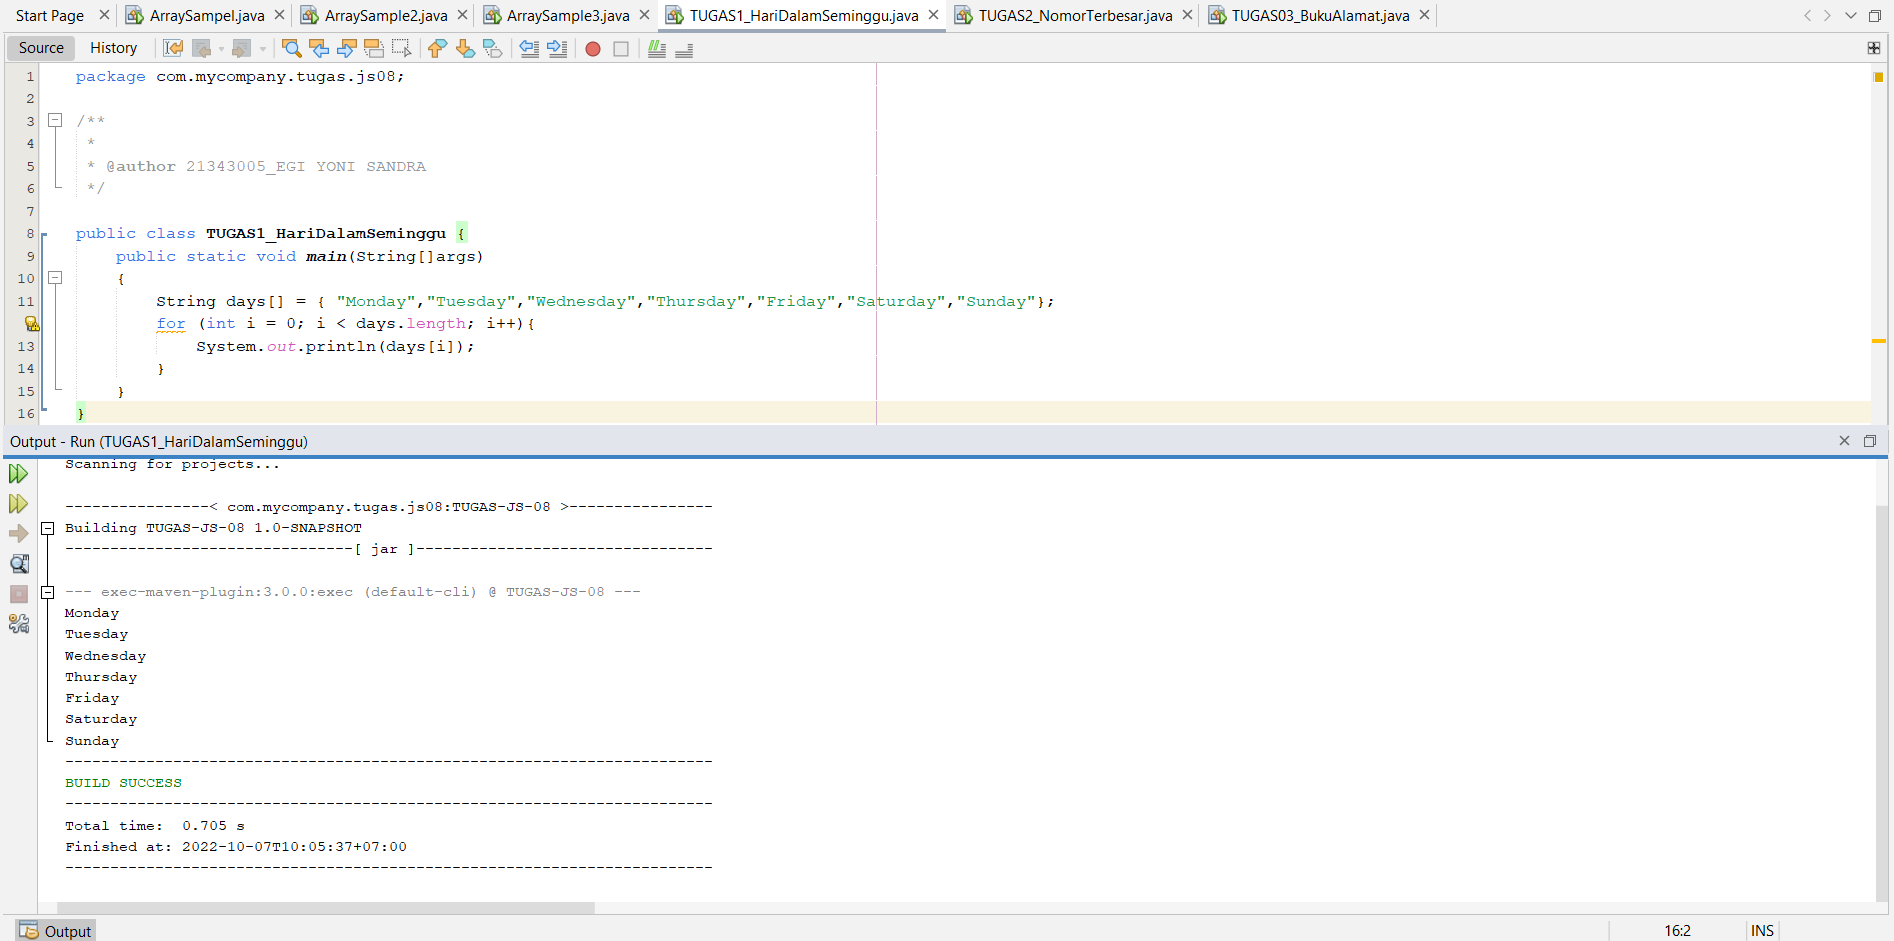 Start Page ArraySampel.java ArraySample2.java ArraySample3.java TUGAS1_HariDalamSeminggu.java TUGAS2_NomorTerbesar.java TUGAS03_BukuAlamat.java
Source History
1 package com.mycompany.tugas.js08;
2
3 /**
4 *
5 * @author 21343005_EGI YONI SANDRA
6 */
7
8 public class TUGAS1_HariDalamSeminggu {
9 public static void main(String[]args)
10 {
11 String days[] = { "Monday","Tuesday","Wednesday","Thursday","Friday","Saturday","Sunday"};
for (int i = 0; i < days.length; i++){
13 System.out.println(days[i]);
14 }
15 }
16 }
Output - Run (TUGAS1_HariDalamSeminggu)
Scanning for projects...
----------------< com.mycompany.tugas.js08:TUGAS-JS-08 >----------------
Building TUGAS-JS-08 1.0-SNAPSHOT
--------------------------------[ jar ]---------------------------------
--- exec-maven-plugin:3.0.0:exec (default-cli) @ TUGAS-JS-08 ---
Monday
Tuesday
Wednesday
Thursday
Friday
Saturday
Sunday
------------------------------------------------------------------------
BUILD SUCCESS
------------------------------------------------------------------------
Total time:  0.705 s
Finished at: 2022-10-07T10:05:37+07:00
------------------------------------------------------------------------
Output 16:2 INS